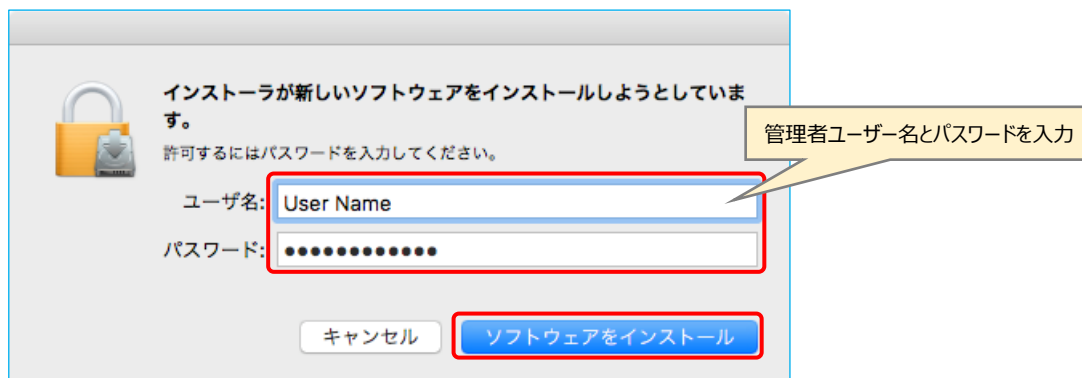 インストーラが新しいソフトウェアをインストールしようとしていま
す。
許可するにはパスワードを入力してください。
管理者ユーザー名とパスワードを入力
ユーザ名: User Name
パスワード: ●●●●●●●●●●●●
キャンセル ソフトウェアをインストール